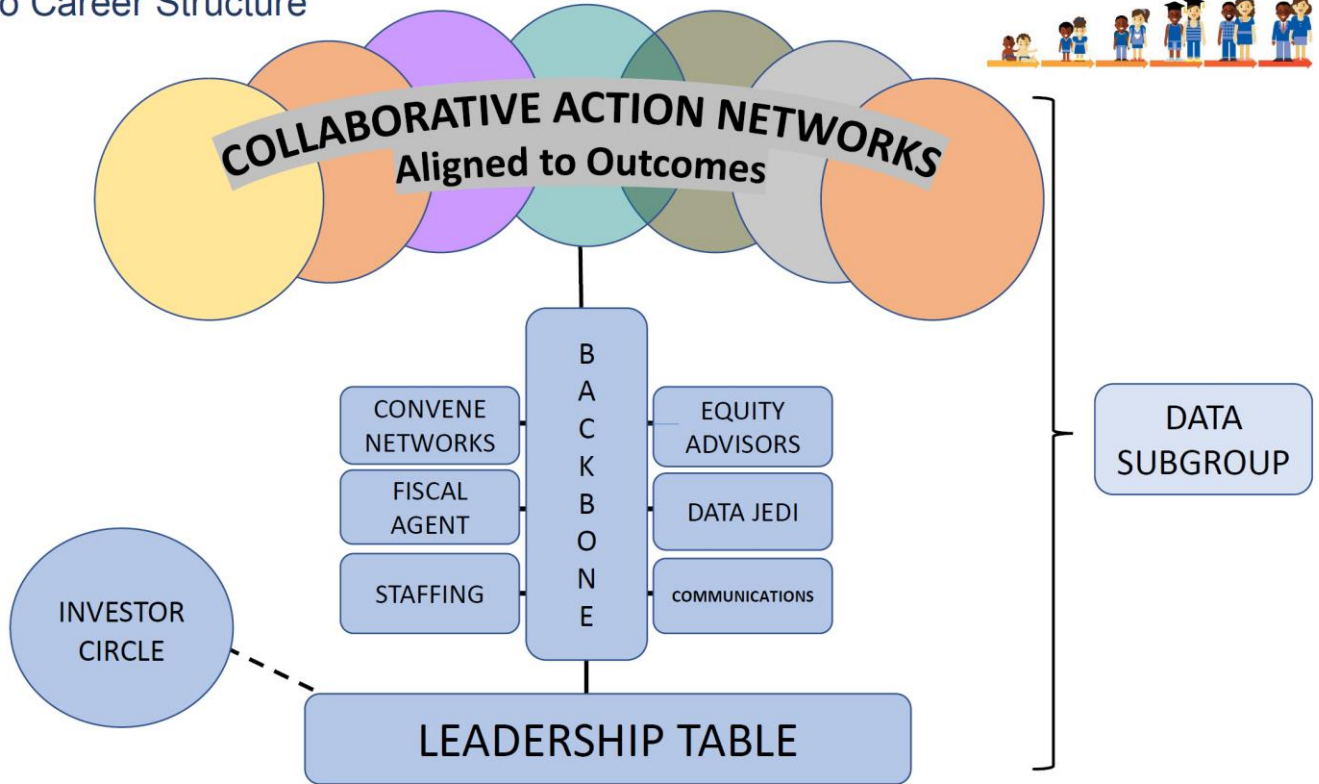 o Career Structure
COLLABORATIVE ACTION NETWORKS
Aligned to Outcomes
B
A
C
K
B
O
N
E
CONVENE
NETWORKS
FISCAL
AGENT
STAFFING
EQUITY
ADVISORS
DATA JEDI
COMMUNICATIONS
DATA
SUBGROUP
INVESTOR
CIRCLE
LEADERSHIP TABLE